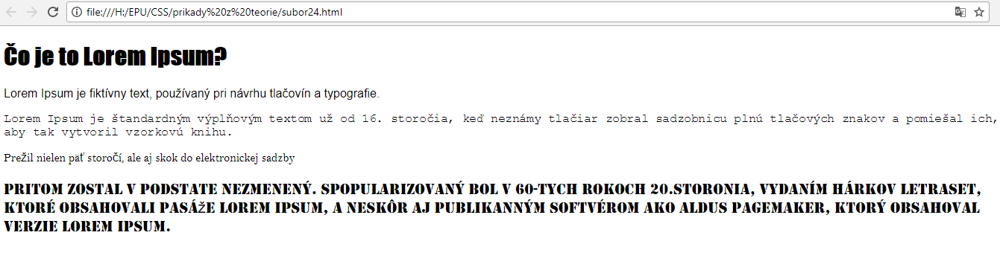 file:///H:/EPU/CSS/prikady%20z%20teorie/subor24.html
Čo je to Lorem Ipsum?
Lorem Ipsum je fiktívny text, používaný pri návrhu tlačovín a typografie.
Lorem Ipsum je štandardným výplňovým textom už od 16. storočia, keď neznámy tlačiar zobral sadzobnicu plnú tlačových znakov a pomiešal ich,
aby tak vytvoril vzorkovú knihu.
Prežil nielen päť storočí, ale aj skok do elektronickej sadzby
PRITOM ZOSTAL V PODSTATE NEZMENENÝ. SPOPULARIZOVANÝ BOL V 60-TYCH ROKOCH 20.STORONIA, VYDANÍM HÁRKOV LETRASET,
KTORÉ OBSAHOVALI PASÁŽE LOREM IPSUM, A NESKÔR AJ PUBLIKANNÝM SOFTVÉROM AKO ALDUS PAGEMAKER, KTORÝ OBSAHOVAL
VERZIE LOREM IPSUM.